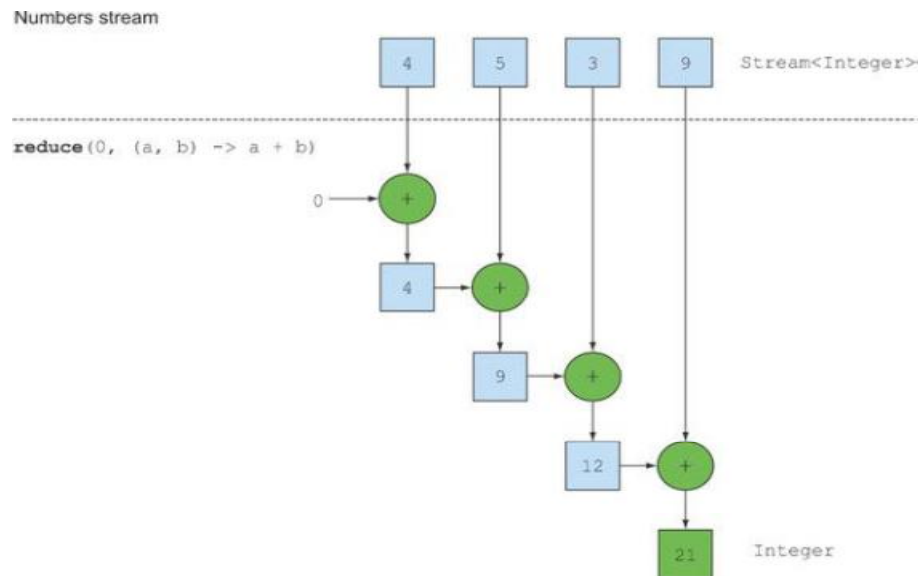 Numbers stream
4 5 3 9 Stream<Integer>
reduce(0, (a, b) -> a + b)
0 +
4 +
9 +
12 +
21 Integer